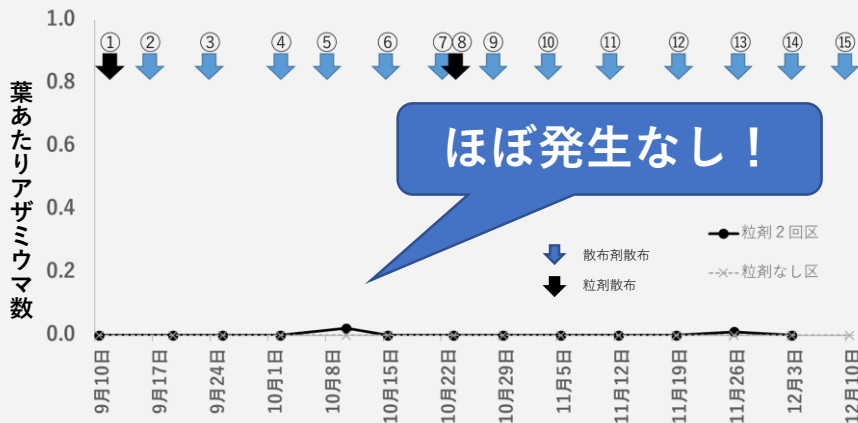 1.0
0.8
0.6
0.4
0.2
0.0
葉あたりアザミウマ数
① ② ③ ④ ⑤ ⑥ ⑦ ⑧ ⑨ ⑩ ⑪ ⑫ ⑬ ⑭ ⑮
ほぼ発生なし！
散布剤散布
粒剤散布
粒剤２回区
粒剤なし区
9月10日
9月17日
9月24日
10月1日
10月8日
10月15日
10月22日
10月29日
11月5日
11月12日
11月19日
11月26日
12月3日
12月10日